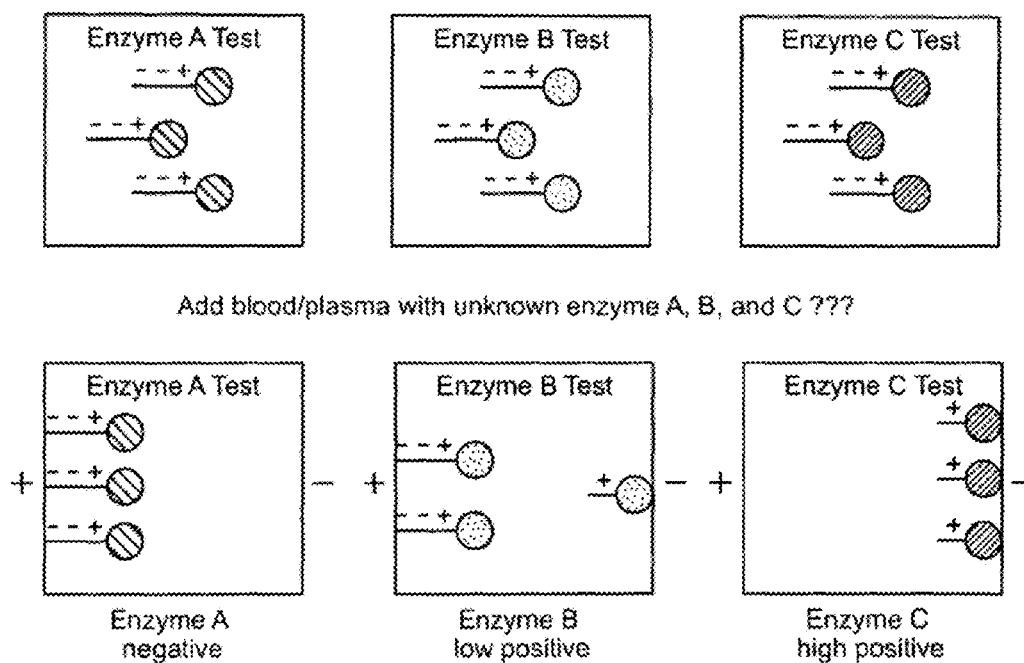 Enzyme A Test
Enzyme B Test
Enzyme C Test
- - +
- - +
- - +
- - +
- - +
- - +
- - +
- - +
- - +
Add blood/plasma with unknown enzyme A, B, and C ???
Enzyme A Test
Enzyme B Test
Enzyme C Test
- - +
- - +
- - +
- - +
- - +
+
+
+
+
+ - + - + -
Enzyme A
negative
Enzyme B
low positive
Enzyme C
high positive